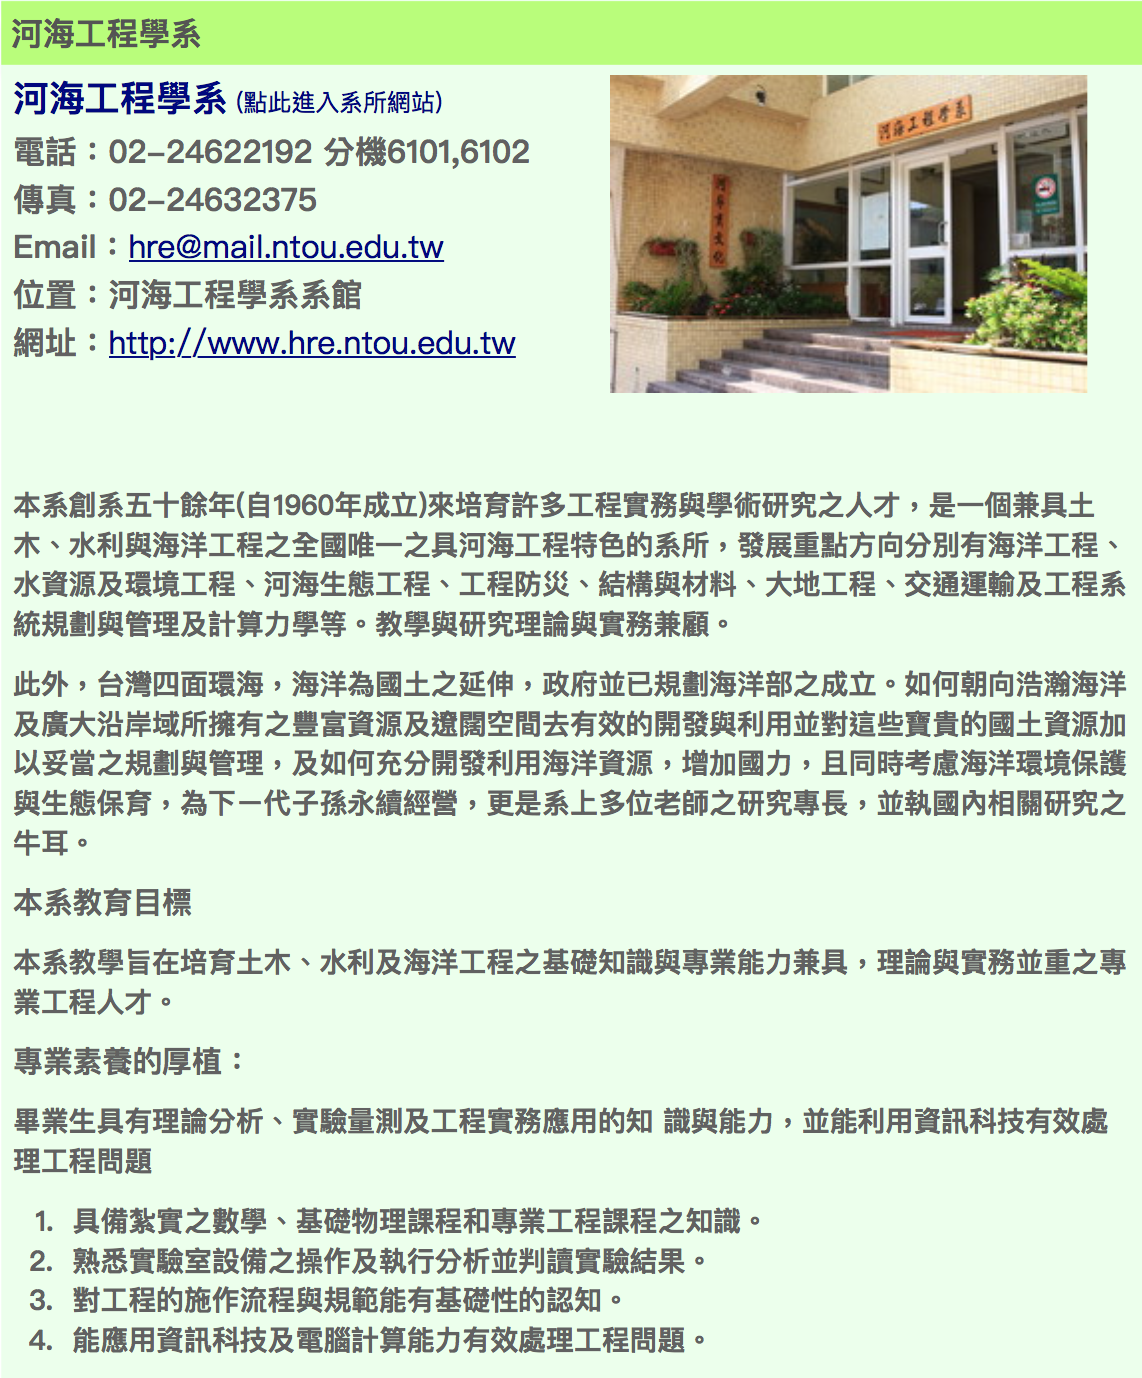 河海工程學系
河海工程學系 (點此進入系所網站)
電話：02-24622192 分機6101,6102
傳真：02-24632375
Email：hre@mail.ntou.edu.tw
位置：河海工程學系系館
網址：http://www.hre.ntou.edu.tw
河海工程學系
河海貢文化
本系創系五十餘年(自1960年成立)來培育許多工程實務與學術研究之人才，是一個兼具土
木、水利與海洋工程之全國唯一之具河海工程特色的系所，發展重點方向分別有海洋工程、
水資源及環境工程、河海生態工程、工程防災、結構與材料、大地工程、交通運輸及工程系
統規劃與管理及計算力學等。教學與研究理論與實務兼顧。
此外，台灣四面環海，海洋為國土之延伸，政府並已規劃海洋部之成立。如何朝向浩瀚海洋
及廣大沿岸域所擁有之豐富資源及遼闊空間去有效的開發與利用並對這些寶貴的國土資源加
以妥當之規劃與管理，及如何充分開發利用海洋資源，增加國力，且同時考慮海洋環境保護
與生態保育，為下一代子孫永續經營，更是系上多位老師之研究專長，並執國內相關研究之
牛耳。
本系教育目標
本系教學旨在培育土木、水利及海洋工程之基礎知識與專業能力兼具，理論與實務並重之專
業工程人才。
專業素養的厚植：
畢業生具有理論分析、實驗量測及工程實務應用的知 識與能力，並能利用資訊科技有效處
理工程問題
1. 具備紮實之數學、基礎物理課程和專業工程課程之知識。
2. 熟悉實驗室設備之操作及執行分析並判讀實驗結果。
3. 對工程的施作流程與規範能有基礎性的認知。
4. 能應用資訊科技及電腦計算能力有效處理工程問題。